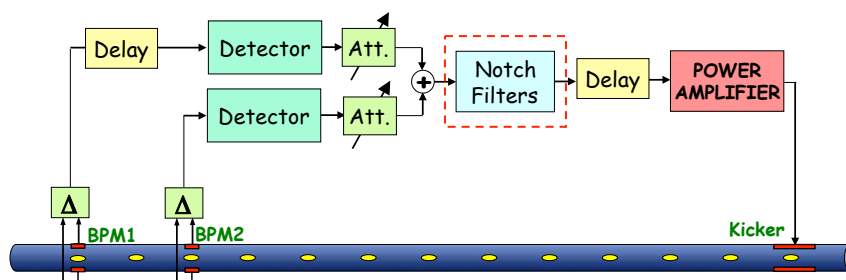 Delay
Detector
Att.
Notch
Filters
Delay
POWER
AMPLIFIER
+
Detector
Att.
Δ
Δ
BPM1
BPM2
Kicker